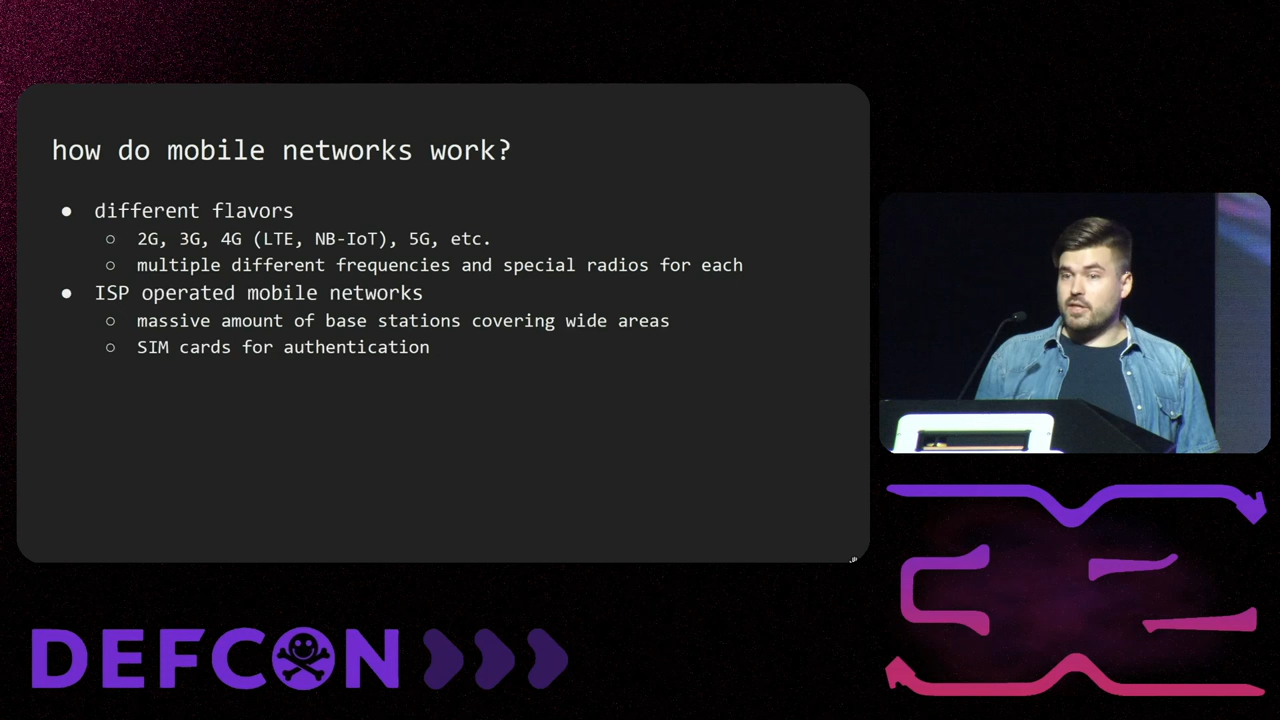 how do mobile networks work?
● different flavors
○ 2G, 3G, 4G (LTE, NB-IoT), 5G, etc.
○ multiple different frequencies and special radios for each
● ISP operated mobile networks
○ massive amount of base stations covering wide areas
○ SIM cards for authentication
DEFCON